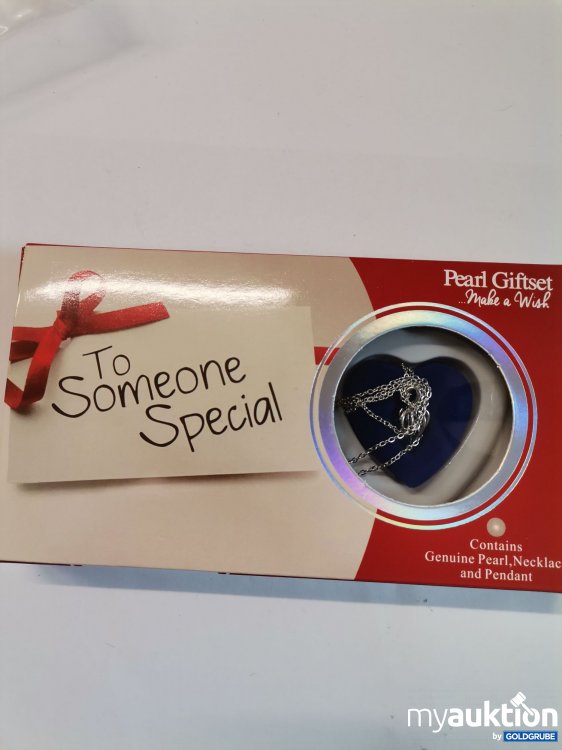 Pearl Giftset
...Make a Wish
To
Someone
Special
Contains
Genuine Pearl,Necklac
and Pendant
myauktion
by GOLDGRUBE